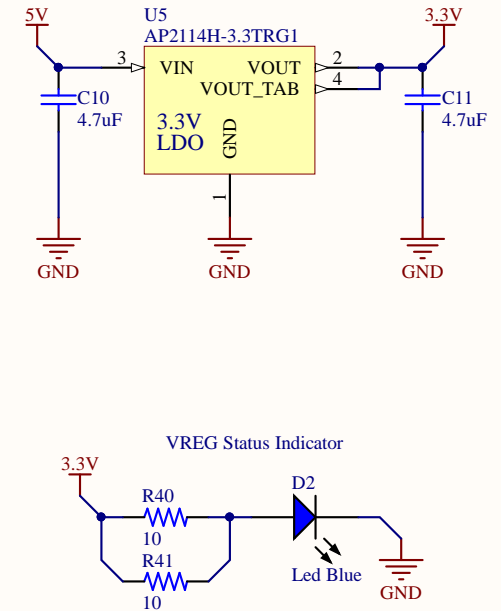 5V
U5
AP2114H-3.3TRG1
3.3V
3
VIN
VOUT
2
VOUT_TAB
4
C10
4.7uF
3.3V
LDO
GND
C11
4.7uF
1
GND
GND
GND
VREG Status Indicator
3.3V
R40
10
D2
R41
10
Led Blue
GND